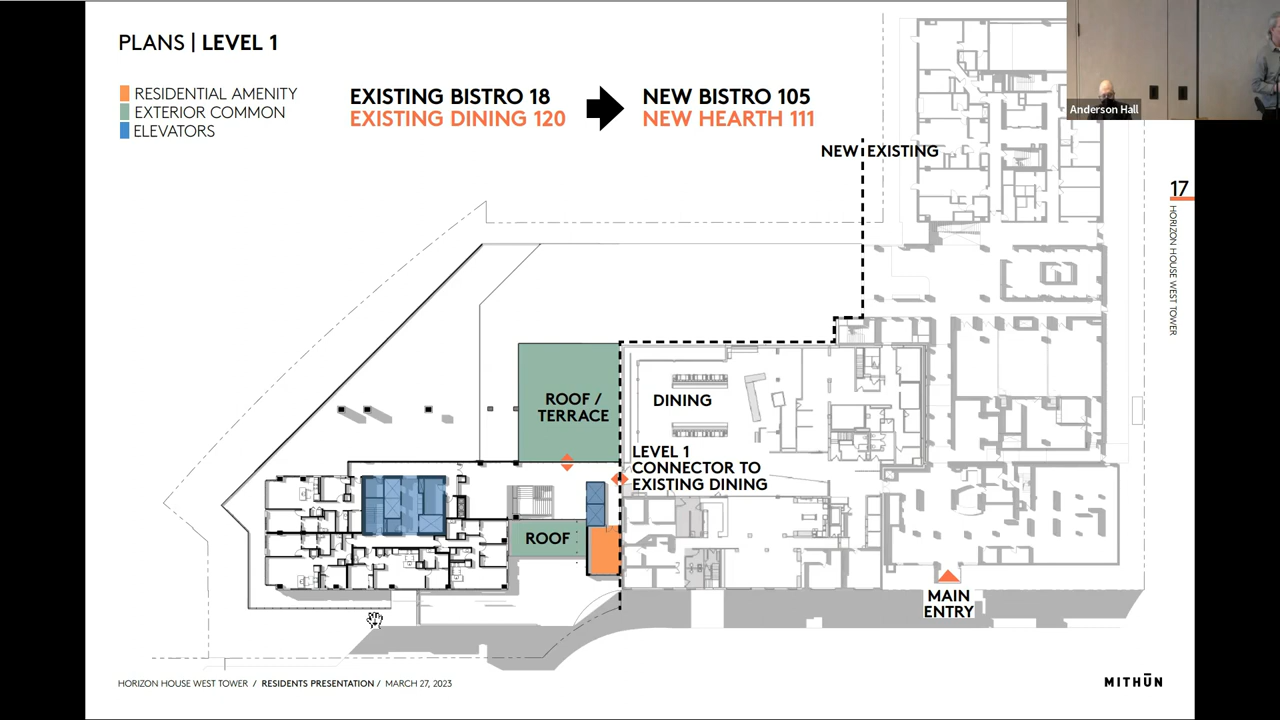 PLANS | LEVEL 1
RESIDENTIAL AMENITY
EXTERIOR COMMON
ELEVATORS
EXISTING BISTRO 18
EXISTING DINING 120
NEW BISTRO 105
NEW HEARTH 111
Anderson Hall
NEW EXISTING
17
HORIZON HOUSE WEST TOWER
ROOF /
TERRACE
DINING
LEVEL 1
CONNECTOR TO
EXISTING DINING
ROOF
MAIN
ENTRY
HORIZON HOUSE WEST TOWER / RESIDENTS PRESENTATION / MARCH 27, 2023
MITHŪN